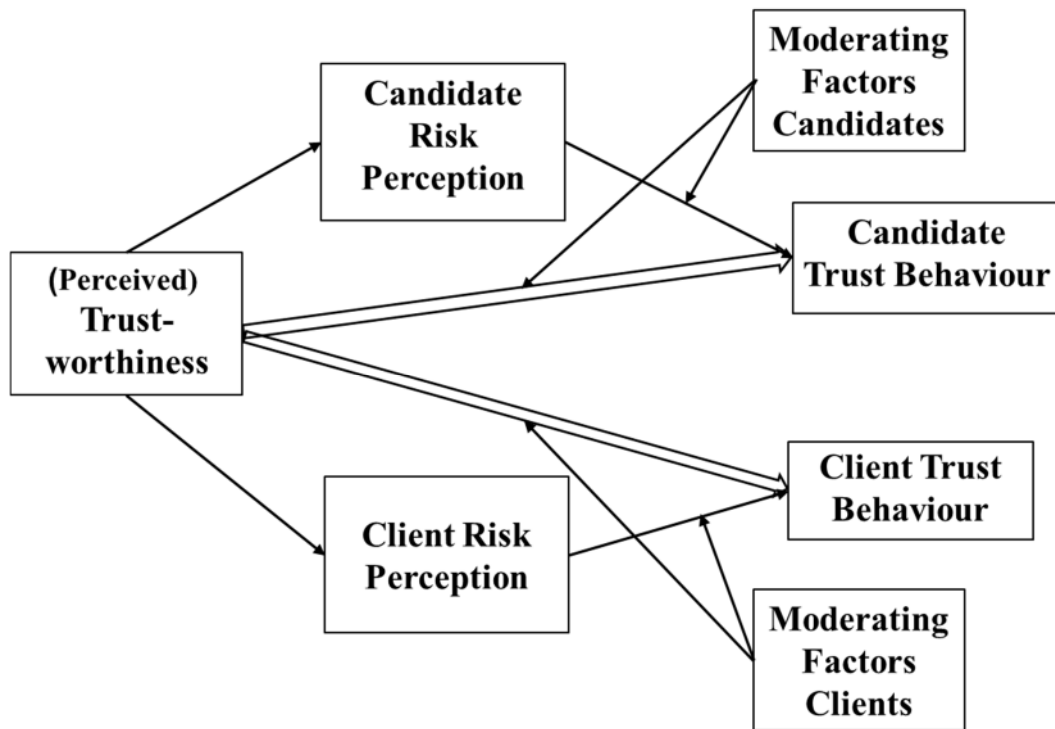 Moderating
Factors
Candidates
Candidate
Risk
Perception
Candidate
Trust Behaviour
(Perceived)
Trust-
worthiness
Client Trust
Behaviour
Client Risk
Perception
Moderating
Factors
Clients